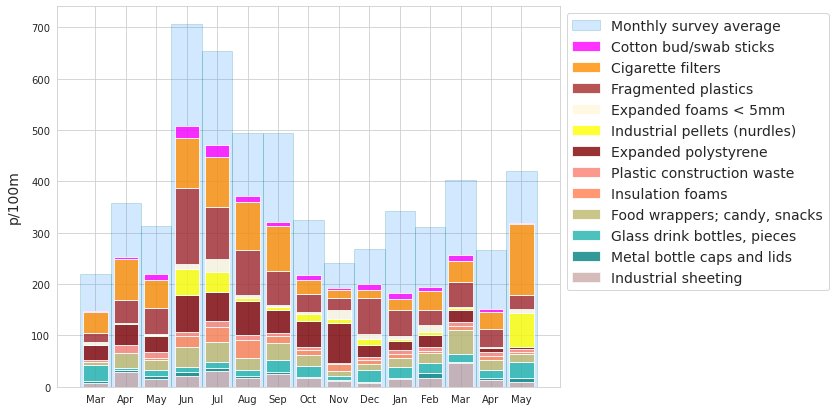 p/100m
700
600
500
400
300
200
100
0
Mar Apr May Jun Jul Aug Sep Oct Nov Dec Jan Feb Mar Apr May
Monthly survey average
Cotton bud/swab sticks
Cigarette filters
Fragmented plastics
Expanded foams < 5mm
Industrial pellets (nurdles)
Expanded polystyrene
Plastic construction waste
Insulation foams
Food wrappers; candy, snacks
Glass drink bottles, pieces
Metal bottle caps and lids
Industrial sheeting